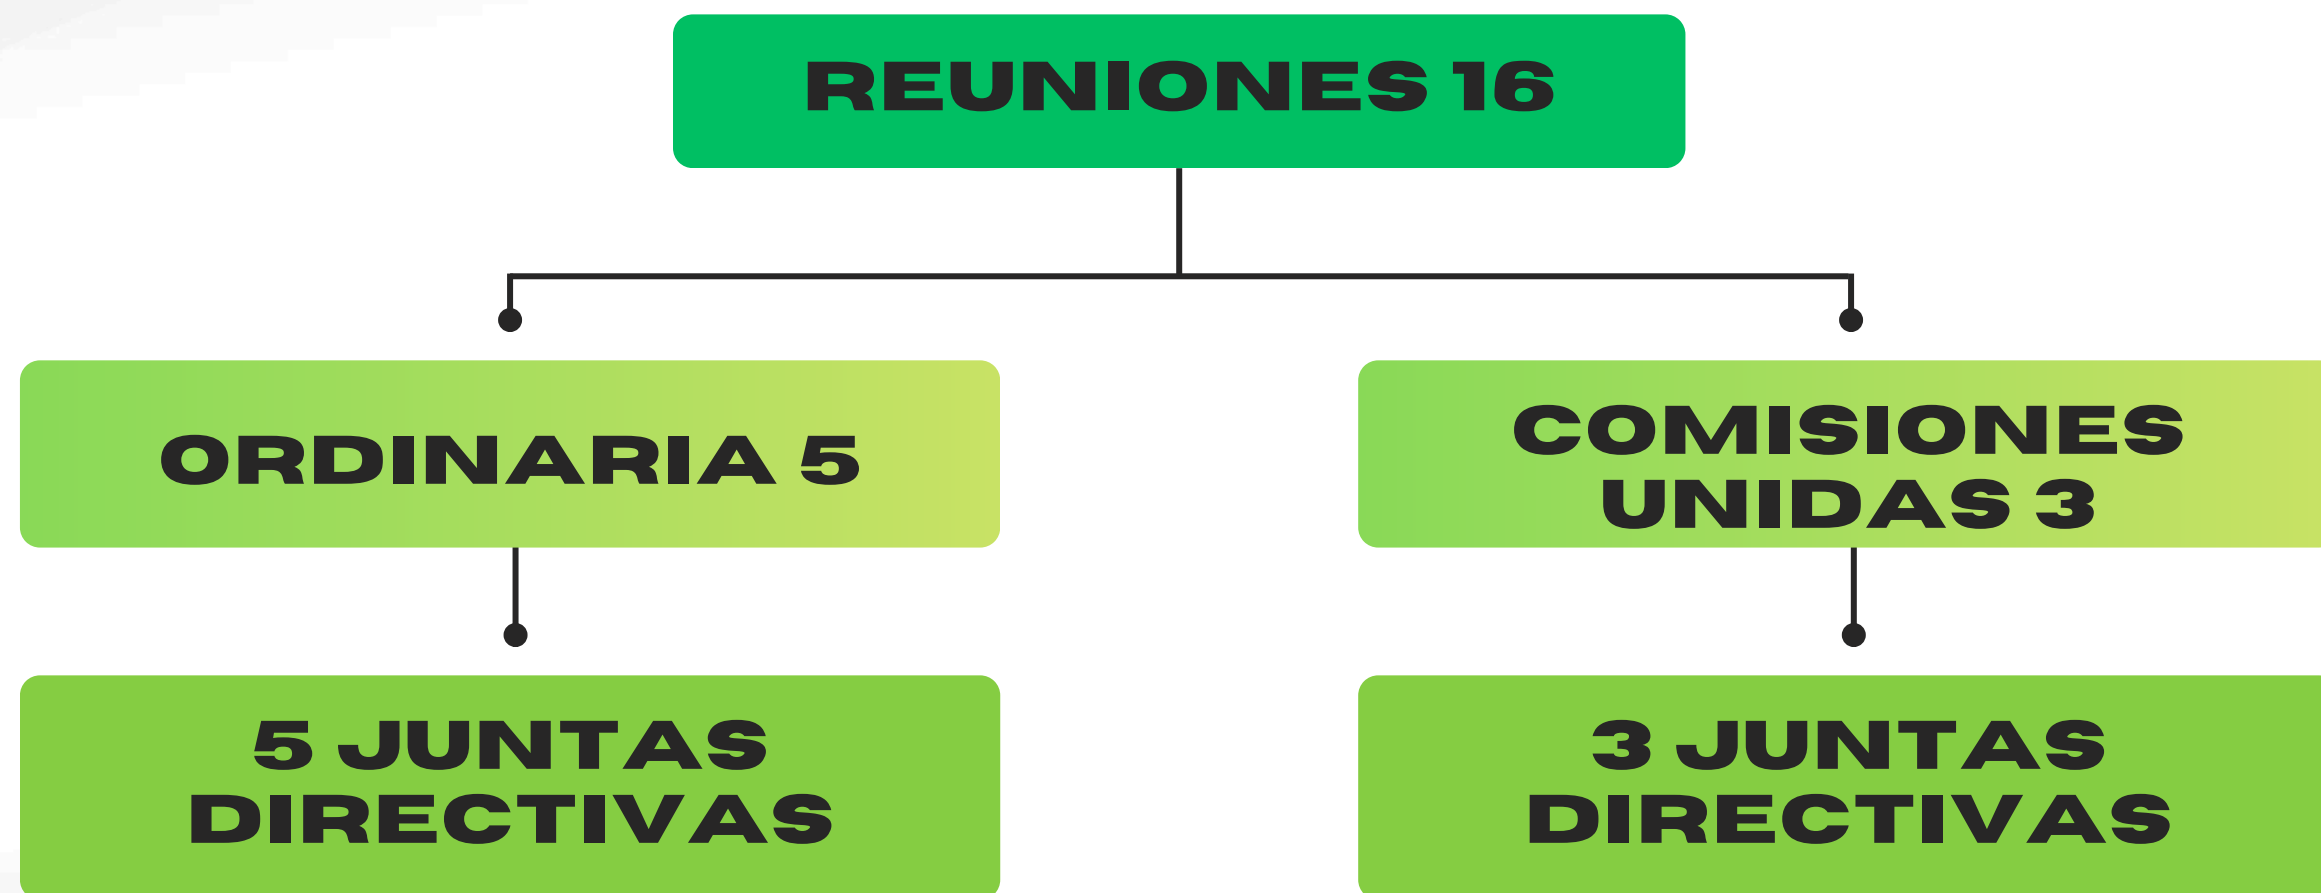 REUNIONES 16
ORDINARIA 5
COMISIONES
UNIDAS 3
5 JUNTAS
DIRECTIVAS
3 JUNTAS
DIRECTIVAS